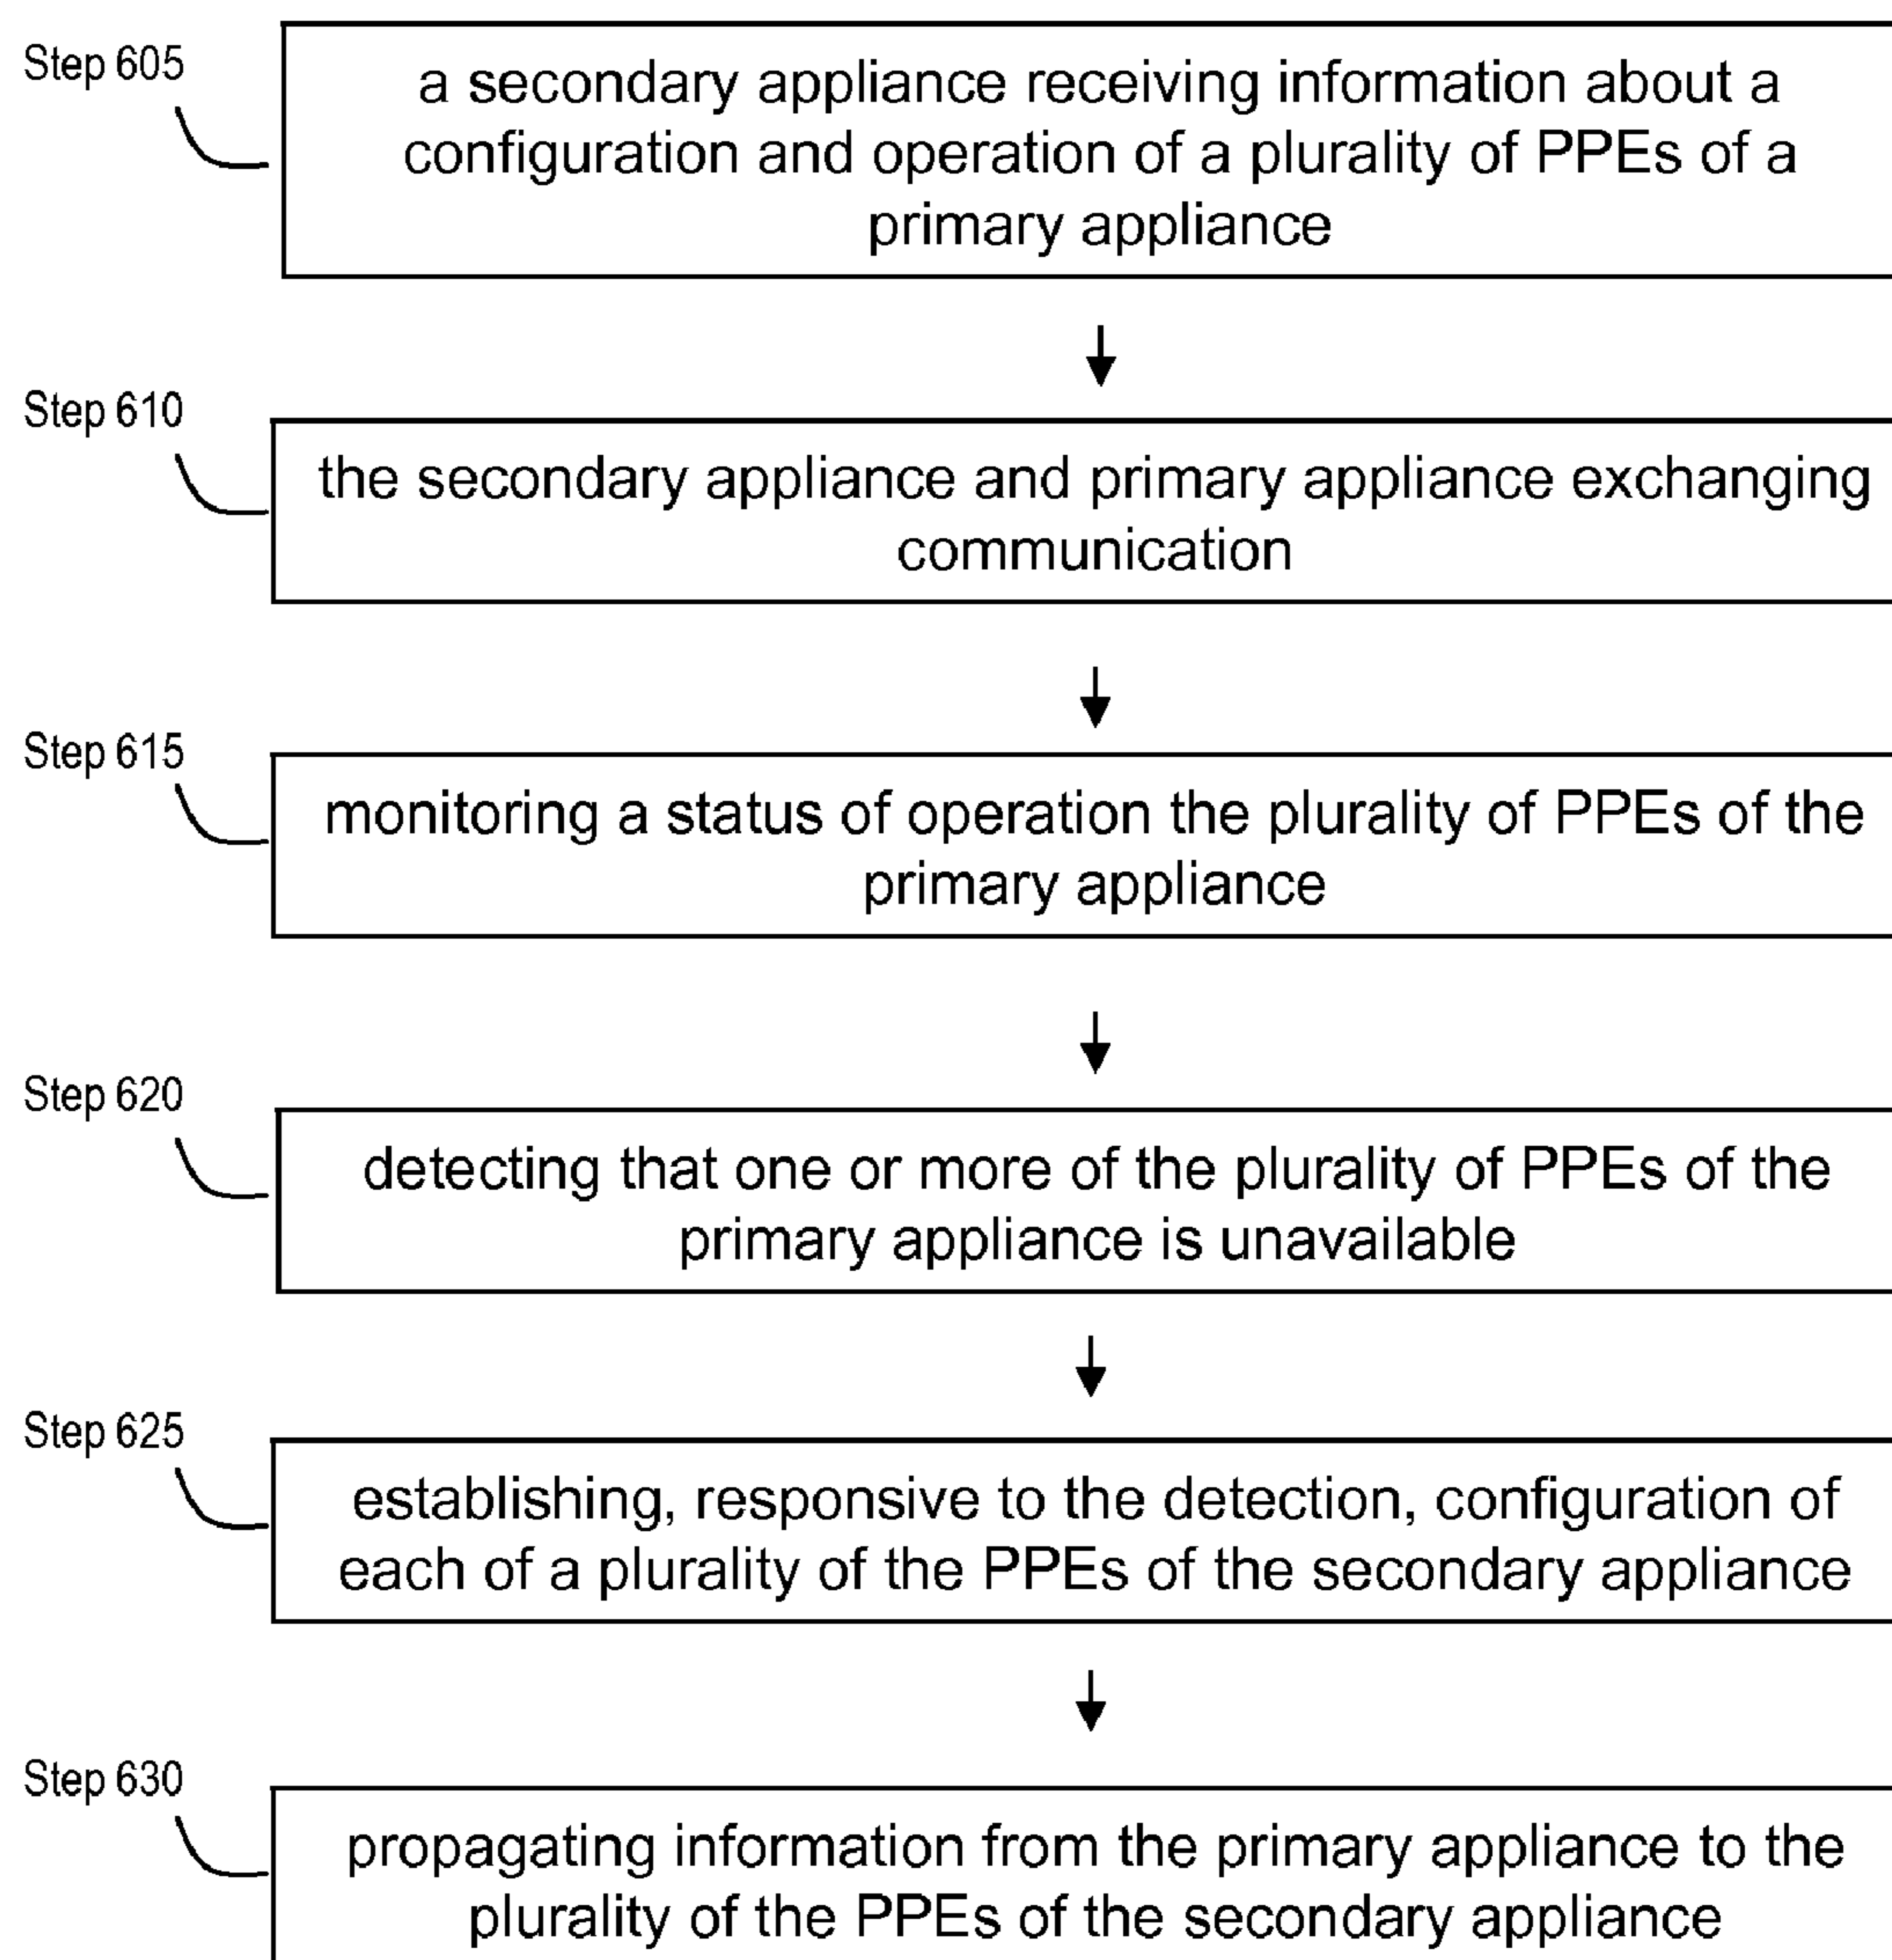 Step 605
a secondary appliance receiving information about a
configuration and operation of a plurality of PPEs of a
primary appliance
Step 610
the secondary appliance and primary appliance exchanging
communication
Step 615
monitoring a status of operation the plurality of PPEs of the
primary appliance
Step 620
detecting that one or more of the plurality of PPEs of the
primary appliance is unavailable
Step 625
establishing, responsive to the detection, configuration of
each of a plurality of the PPEs of the secondary appliance
Step 630
propagating information from the primary appliance to the
plurality of the PPEs of the secondary appliance